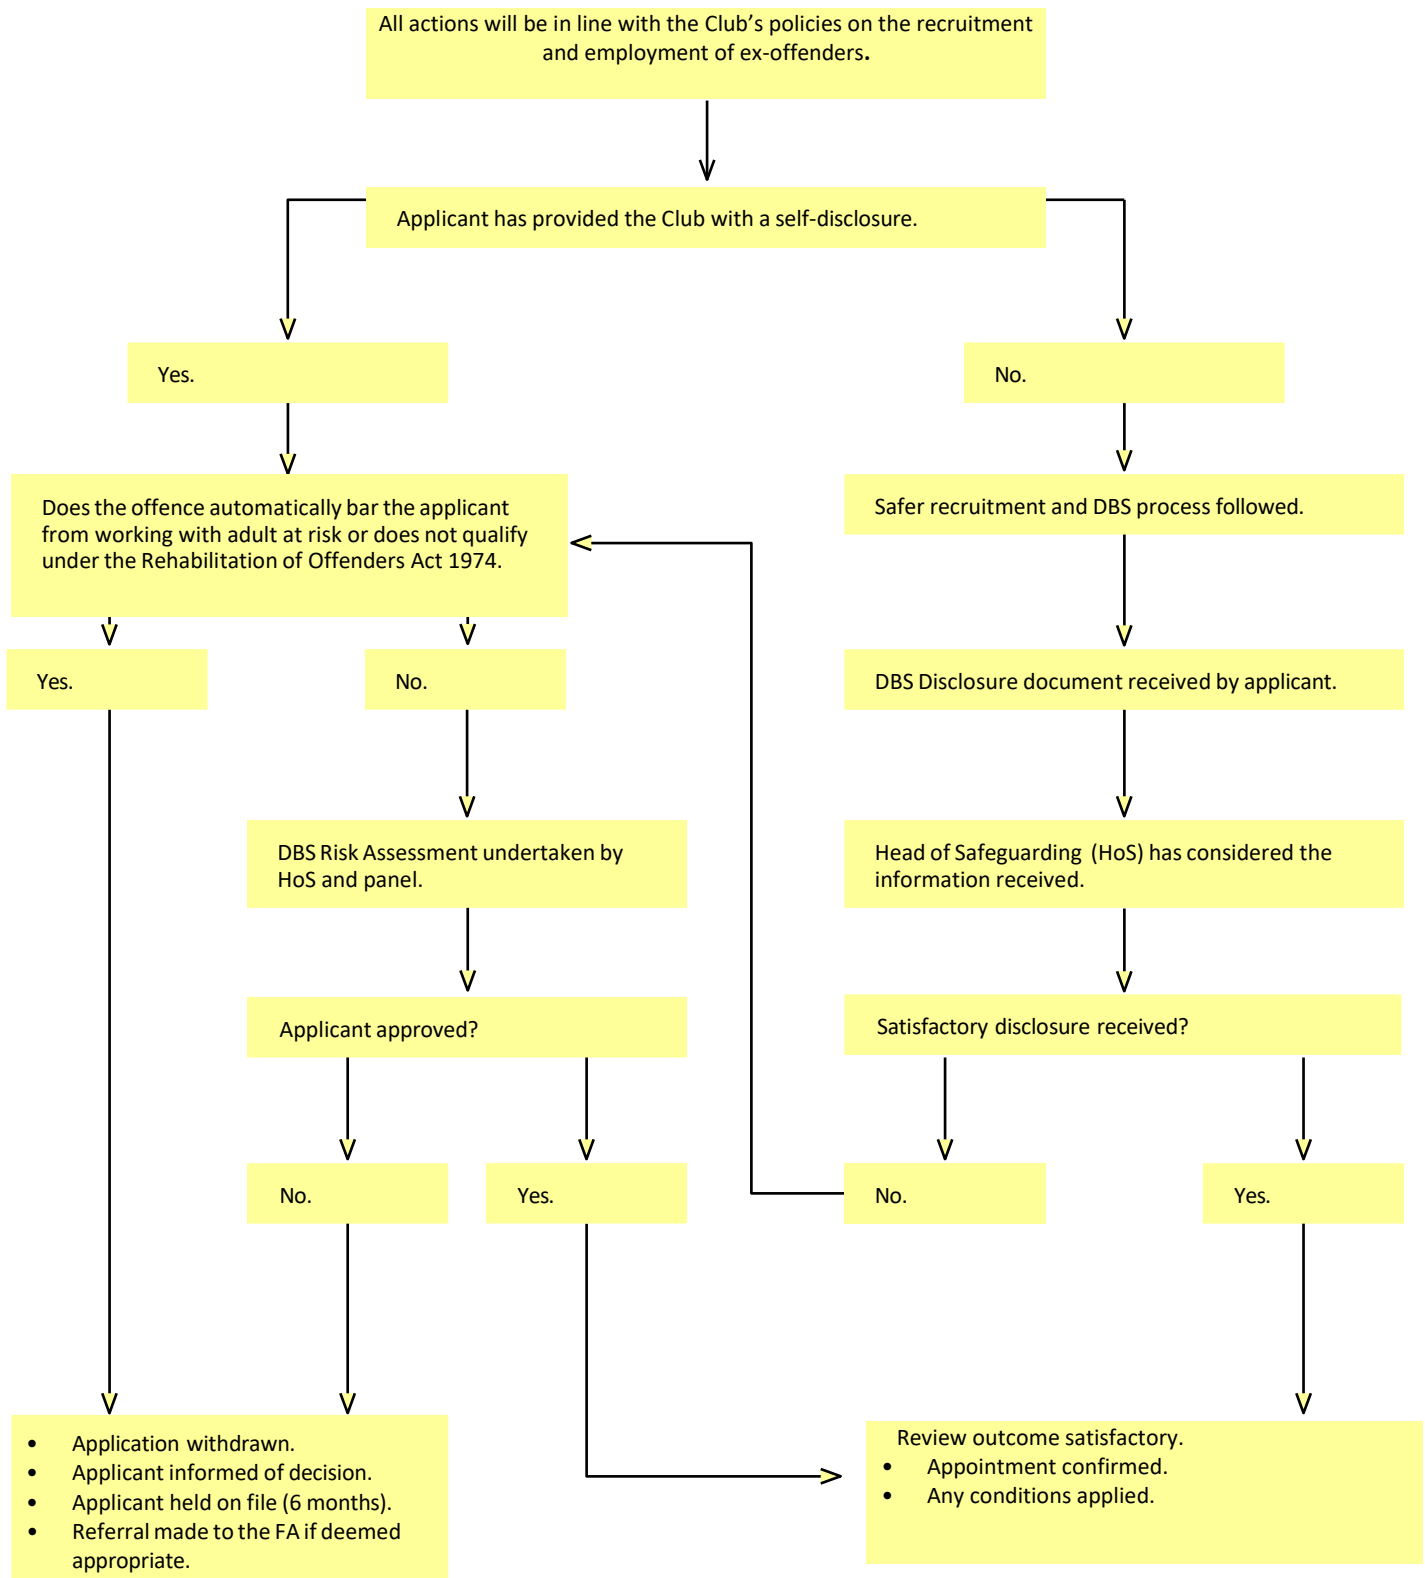 All actions will be in line with the Club’s policies on the recruitment
and employment of ex-offenders.
Applicant has provided the Club with a self-disclosure.
Yes.
No.
Does the offence automatically bar the applicant
from working with adult at risk or does not qualify
under the Rehabilitation of Offenders Act 1974.
Safer recruitment and DBS process followed.
Yes.
No.
DBS Disclosure document received by applicant.
DBS Risk Assessment undertaken by
HoS and panel.
Head of Safeguarding (HoS) has considered the
information received.
Applicant approved?
Satisfactory disclosure received?
No.
Yes.
No.
Yes.
• Application withdrawn.
• Applicant informed of decision.
• Applicant held on file (6 months).
• Referral made to the FA if deemed
appropriate.
Review outcome satisfactory.
• Appointment confirmed.
• Any conditions applied.